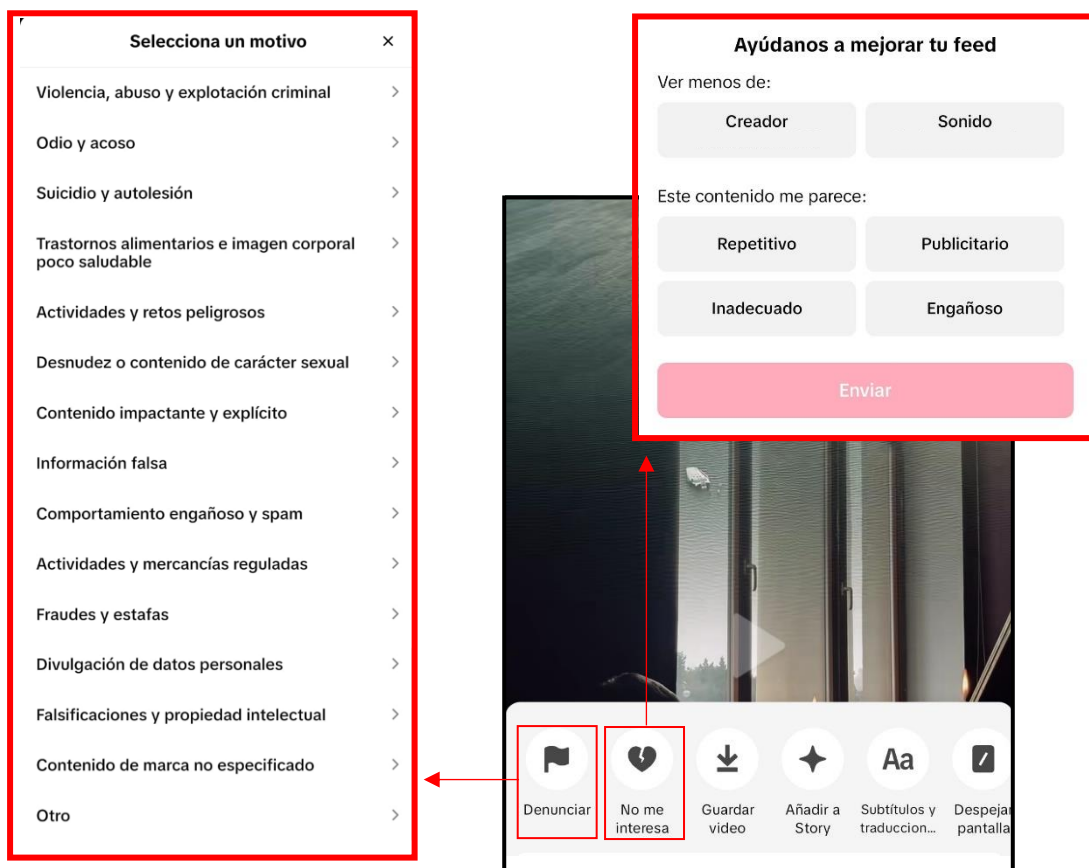 Selecciona un motivo
Violencia, abuso y explotación criminal
Odio y acoso
Suicidio y autolesión
Trastornos alimentarios e imagen corporal
poco saludable
Actividades y retos peligrosos
Desnudez o contenido de carácter sexual
Contenido impactante y explícito
Información falsa
Comportamiento engañoso y spam
Actividades y mercancías reguladas
Fraudes y estafas
Divulgación de datos personales
Falsificaciones y propiedad intelectual
Contenido de marca no especificado
Otro
Ayúdanos a mejorar tu feed
Ver menos de:
Creador
Sonido
Este contenido me parece:
Repetitivo
Publicitario
Inadecuado
Engañoso
Enviar
Denunciar
No me
interesa
Guardar
video
Añadir a
Story
Aa
Subtítulos y
traduccion...
Despejar
pantalla